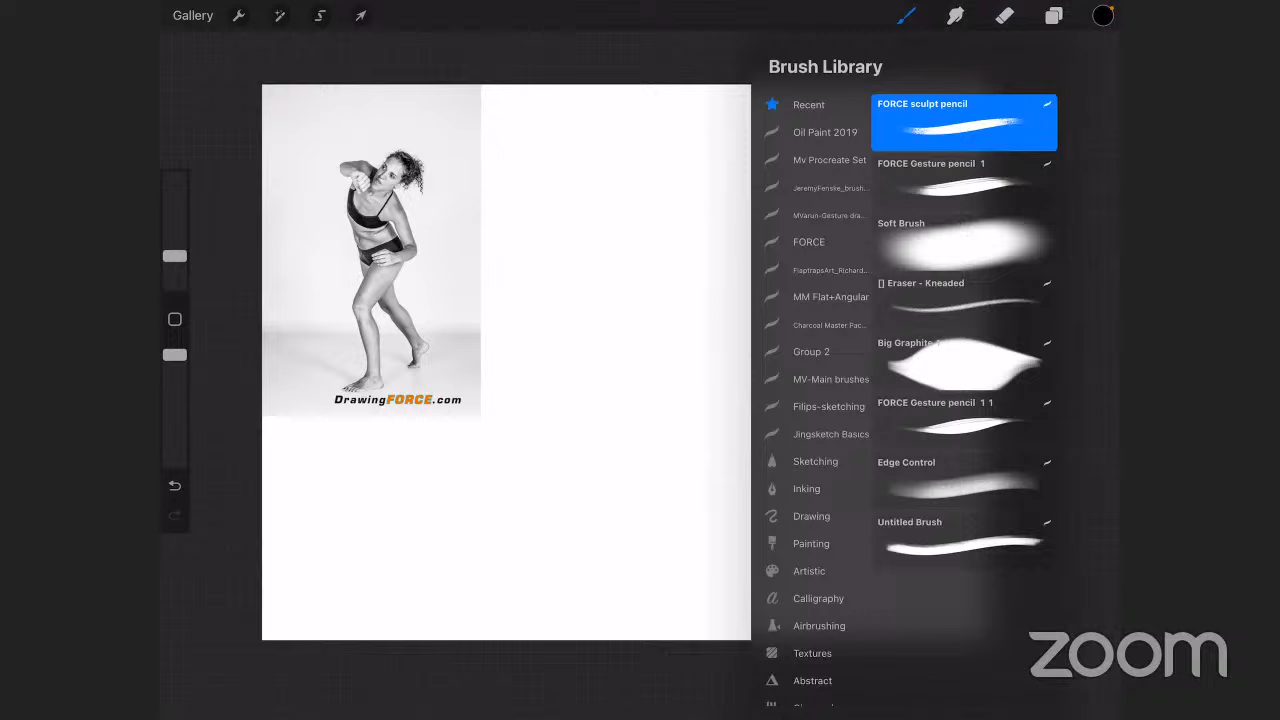 Gallery
Brush Library
Recent
Oil Paint 2019
Mv Procreate Set
JeremyFenske_brush...
MVarun-Gesture dra...
FORCE
FlaptrapsArt_Richard...
MM Flat+Angular
Charcoal Master Pac...
Group 2
MV-Main brushes
Filips-sketching
Jingsketch Basics
Sketching
Inking
Drawing
Painting
Artistic
Calligraphy
Airbrushing
Textures
Abstract
FORCE sculpt pencil
FORCE Gesture pencil 1
Soft Brush
[] Eraser - Kneaded
Big Graphite
FORCE Gesture pencil 1 1
Edge Control
Untitled Brush
DrawingFORCE.com
zoom